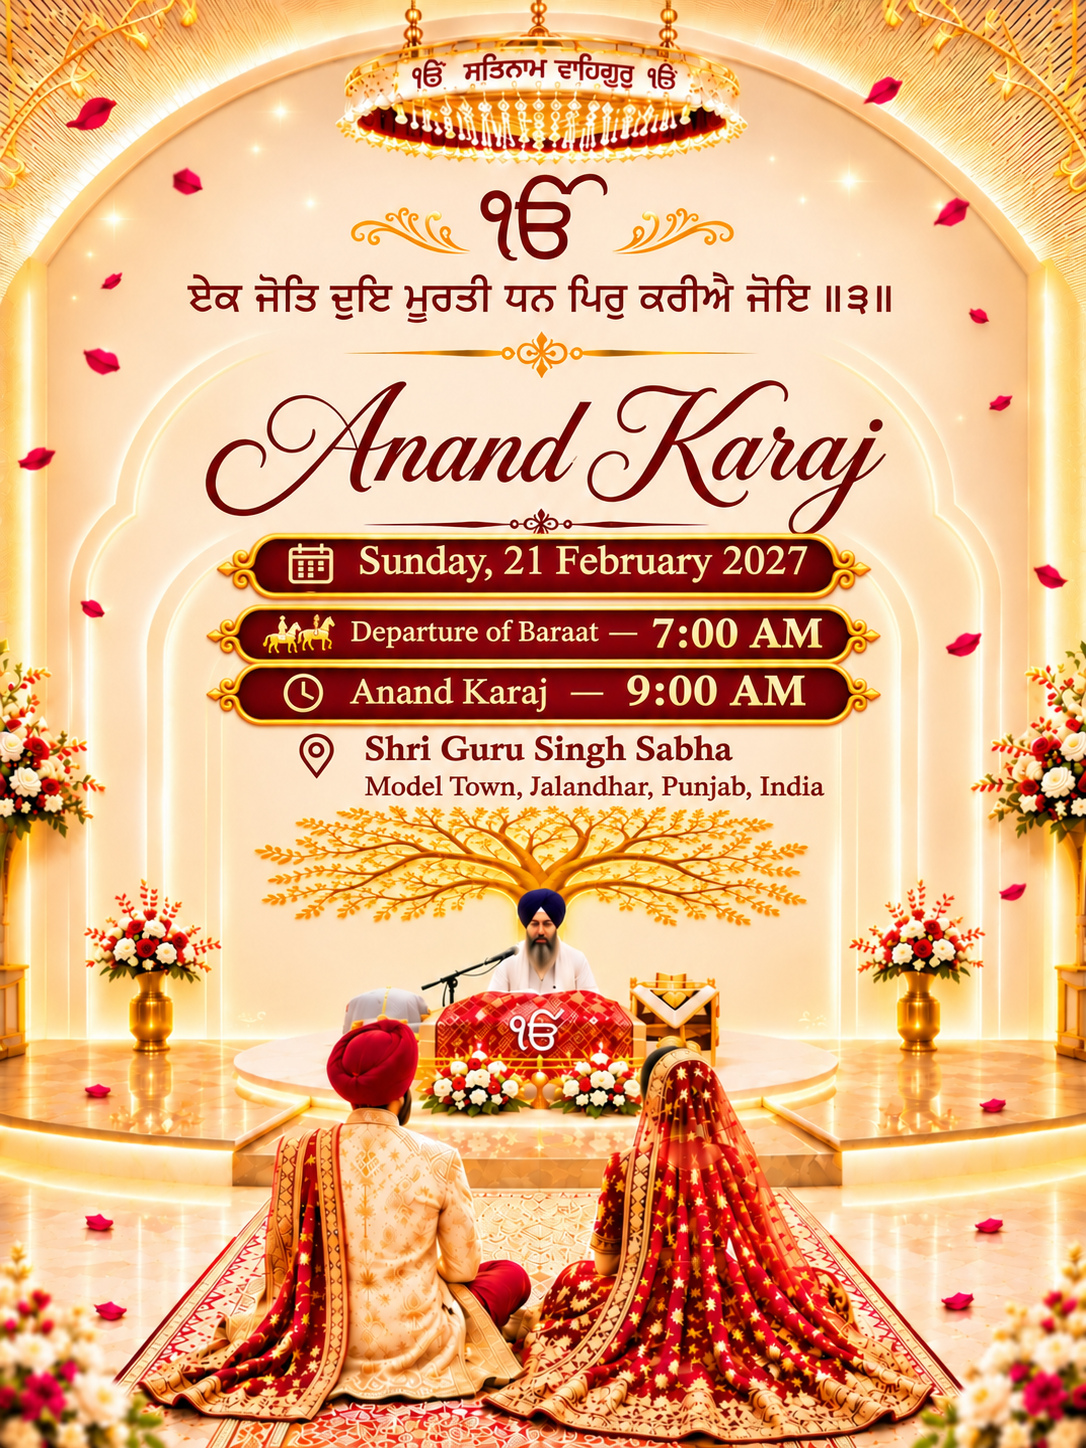 ੴ ਸਤਿਨਾਮ ਵਾਹਿਗੁਰੂ ੴ
ੴ
ਏਕ ਜੋਤਿ ਦੁਇ ਮੂਰਤੀ ਧਨ ਪਿਰੁ ਕਰੀਐ ਜੋਇ ॥੩॥
Anand Karaj
Sunday, 21 February 2027
Departure of Baraat — 7:00 AM
Anand Karaj — 9:00 AM
Shri Guru Singh Sabha
Model Town, Jalandhar, Punjab, India
ੴ